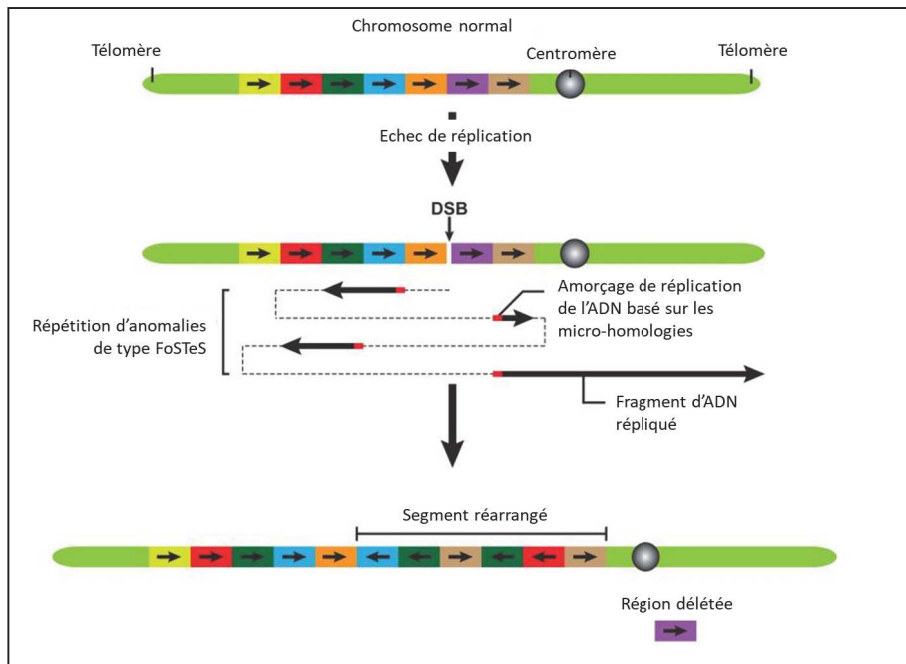 Chromosome normal
Télomère
Centromère
Télomère
Echec de réplication
DSB
Répétition d'anomalies
de type FoSTeS
Amorçage de réplication
de l'ADN basé sur les
micro-homologies
Fragment d'ADN
répliqué
Segment réarrangé
Région délétée